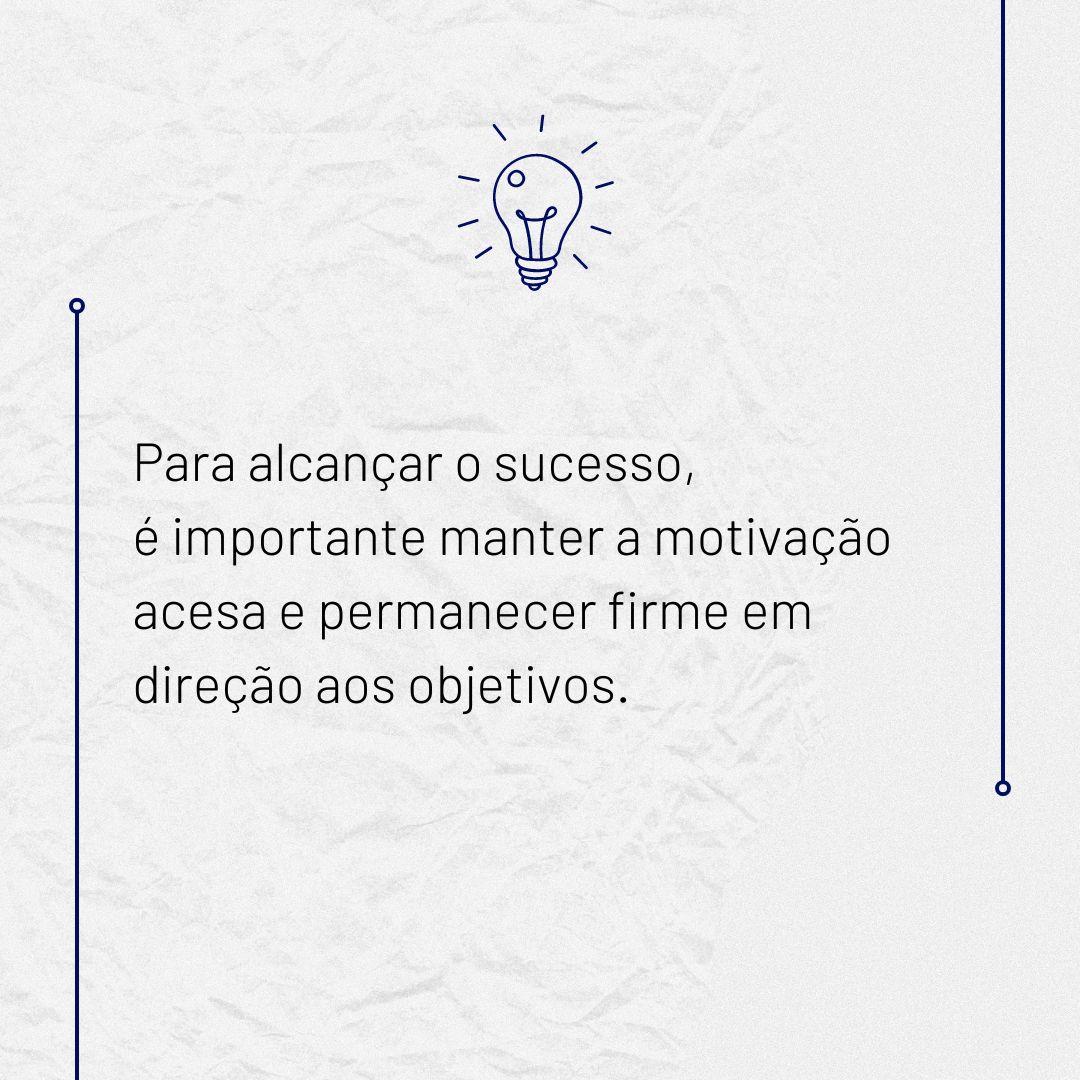 Para alcançar o sucesso,
é importante manter a motivação
acesa e permanecer firme em
direção aos objetivos.